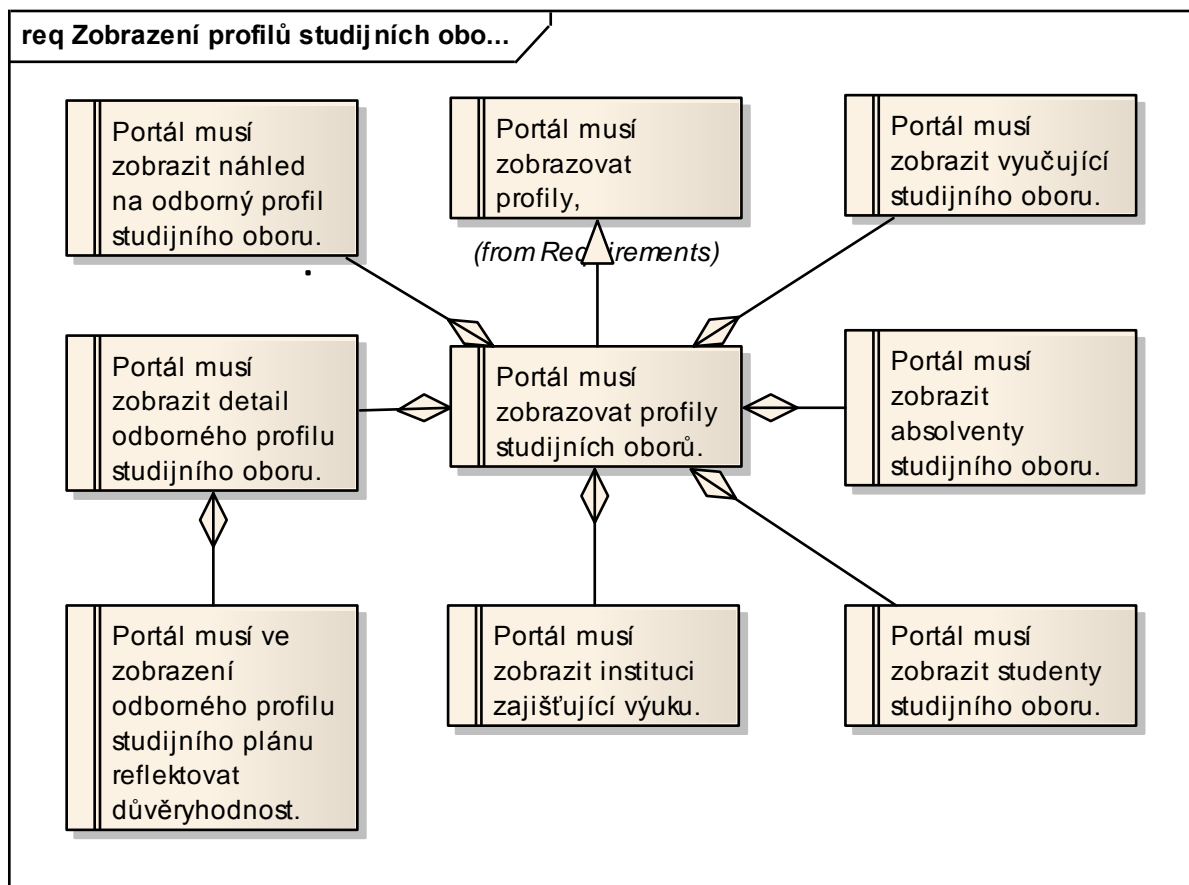 req Zobrazení profilů studijních obo...
Portál musí
zobrazit náhled
na odborný profil
studijního oboru.
Portál musí
zobrazovat
profily,
(from Requirements)
Portál musí
zobrazit vyučující
studijního oboru.
Portál musí
zobrazit detail
odborného profilu
studijního oboru.
Portál musí
zobrazovat profily
studijních oborů.
Portál musí
zobrazit
absolventy
studijního oboru.
Portál musí ve
zobrazení
odborného profilu
studijního plánu
reflektovat
důvěryhodnost.
Portál musí
zobrazit instituci
zajišťující výuku.
Portál musí
zobrazit studenty
studijního oboru.